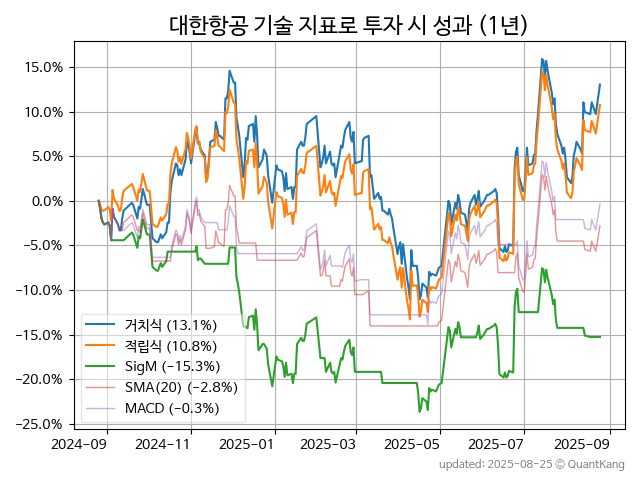 대한항공 기술 지표로 투자 시 성과 (1년)
15.0%
10.0%
5.0%
0.0%
−5.0%
−10.0%
−15.0%
−20.0%
−25.0%
거치식 (13.1%)
적립식 (10.8%)
SigM (−15.3%)
SMA(20) (−2.8%)
MACD (−0.3%)
2024-09 2024-11 2025-01 2025-03 2025-05 2025-07 2025-09
updated: 2025-08-25 ⓒ QuantKang